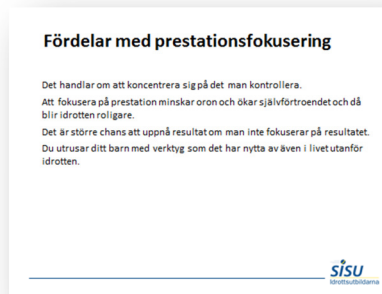 Fördelar med prestationsfokusering
Det handlar om att koncentrera sig på det man kontrollera.
Att fokusera på prestation minskar oron och ökar självförtroendet och då
blir idrotten roligare.
Det är större chans att uppnå resultat om man inte fokuserar på resultatet.
Du utrusar ditt barn med verktyg som det har nytta av även i livet utanför
idrotten.
SISU
Idrottsutbildarna